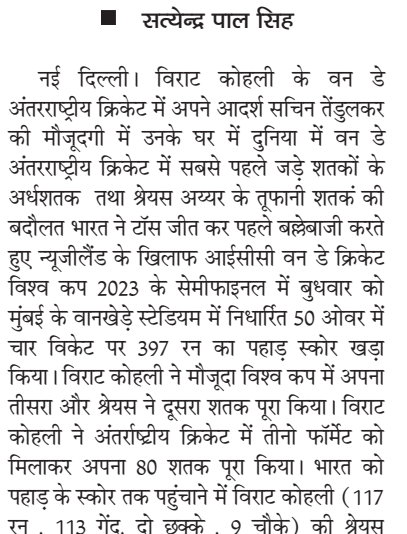 ■ सत्येन्द्र पाल सिह
नई दिल्ली। विराट कोहली के वन डे
अंतरराष्ट्रीय क्रिकेट में अपने आदर्श सचिन तेंडुलकर
की मौजूदगी में उनके घर में दुनिया में वन डे
अंतरराष्ट्रीय क्रिकेट में सबसे पहले जड़े शतकों के
अर्धशतक तथा श्रेयस अय्यर के तूफानी शतकं की
बदौलत भारत ने टॉस जीत कर पहले बल्लेबाजी करते
हुए न्यूजीलैंड के खिलाफ आईसीसी वन डे क्रिकेट
विश्व कप 2023 के सेमीफाइनल में बुधवार को
मुंबई के वानखेड़े स्टेडियम में निर्धारित 50 ओवर में
चार विकेट पर 397 रन का पहाड़ स्कोर खड़ा
किया। विराट कोहली ने मौजूदा विश्व कप में अपना
तीसरा और श्रेयस ने दूसरा शतक पूरा किया। विराट
कोहली ने अंतर्राष्ट्रीय क्रिकेट में तीनो फॉर्मेट को
मिलाकर अपना 80 शतक पूरा किया। भारत को
पहाड़ के स्कोर तक पहुंचाने में विराट कोहली (117
रन , 113 गेंद, दो छक्के , 9 चौके) की श्रेयस